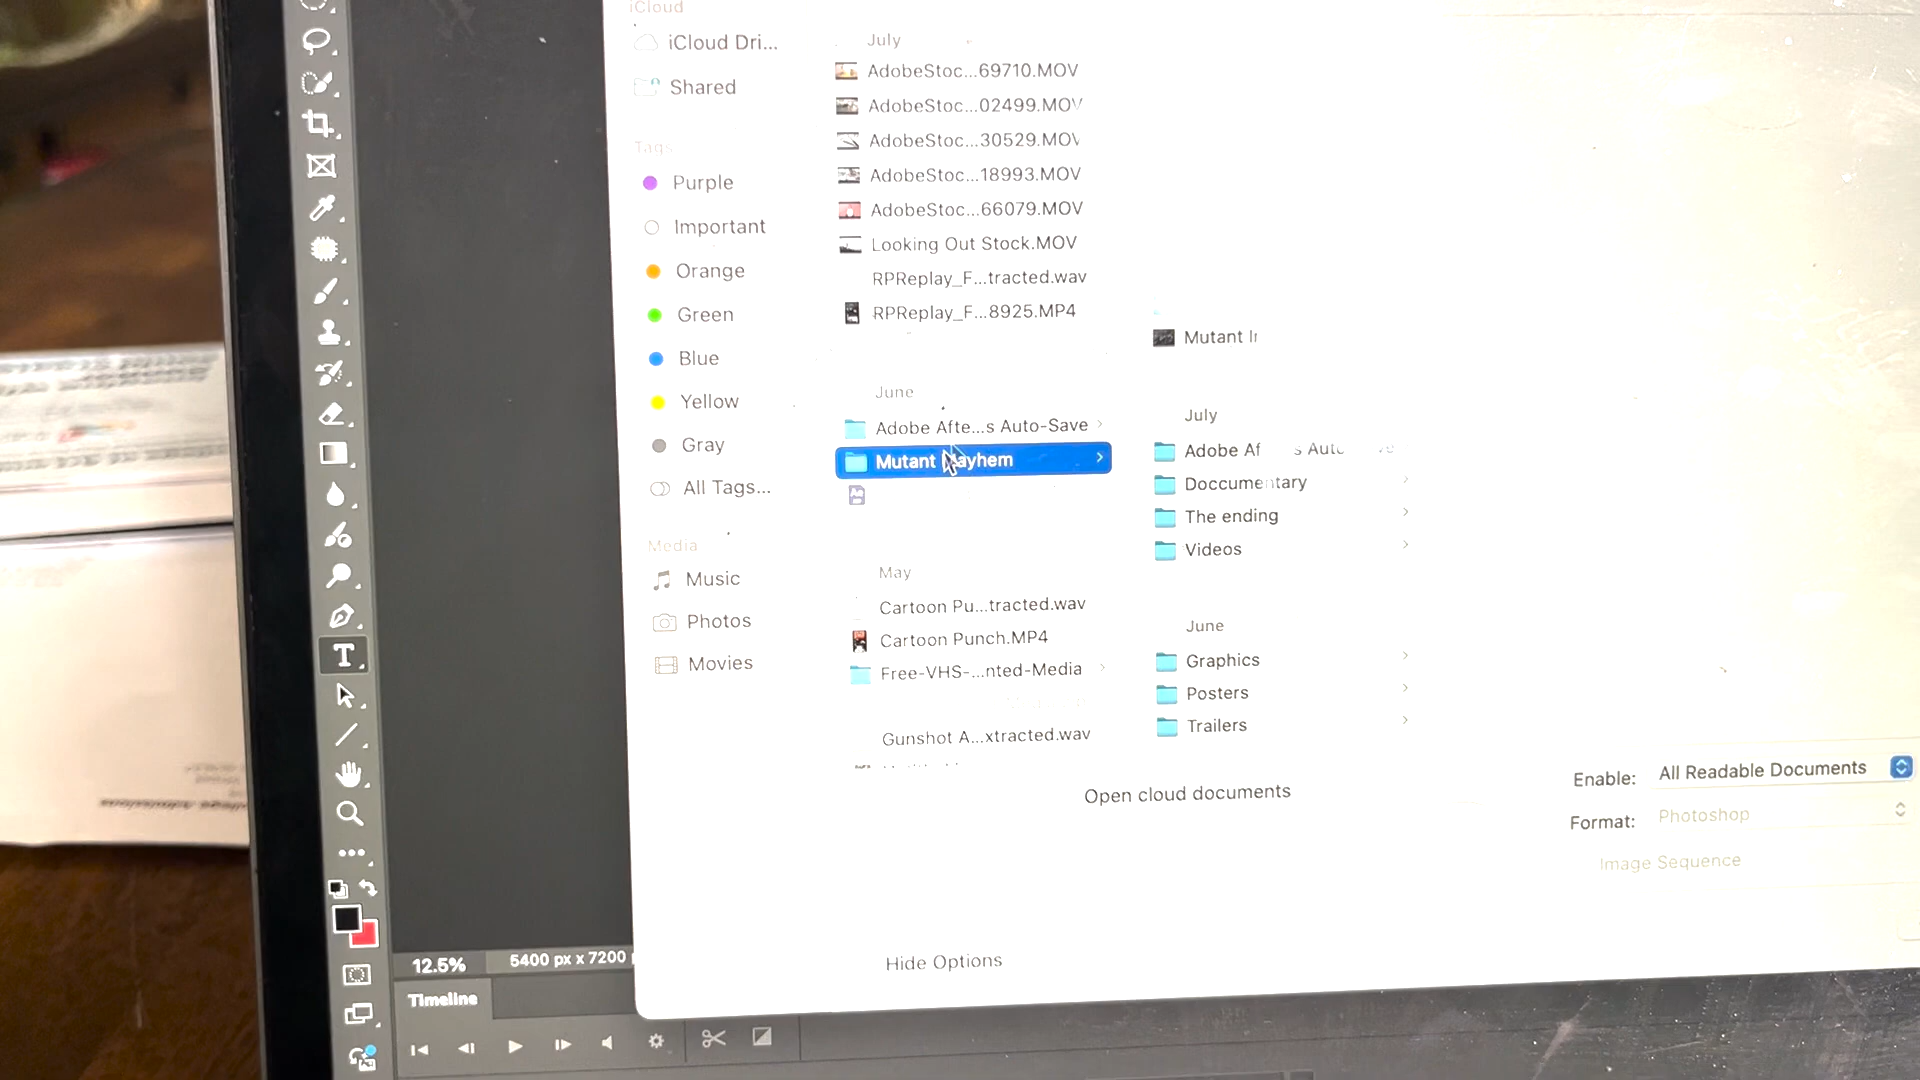 iCloud
iCloud Dri...
Shared
Tags
Purple
Important
Orange
Green
Blue
Yellow
Gray
All Tags...
Media
Music
Photos
Movies
July
AdobeStoc...69710.MOV
AdobeStoc...02499.MOV
AdobeStoc...30529.MOV
AdobeStoc...18993.MOV
AdobeStoc...66079.MOV
Looking Out Stock.MOV
RPReplay_F...tracted.wav
RPReplay_F...8925.MP4
June
Adobe Afte...s Auto-Save
Mutant Mayhem
May
Cartoon Pu...tracted.wav
Cartoon Punch.MP4
Free-VHS-...nted-Media
Gunshot A...xtracted.wav
Mutant
July
Adobe Af s Aut
Doccumentary
The ending
Videos
June
Graphics
Posters
Trailers
Open cloud documents
Enable: All Readable Documents
Format: Photoshop
Image Sequence
Hide Options
12.5%
5400 px x 7200
Timeline